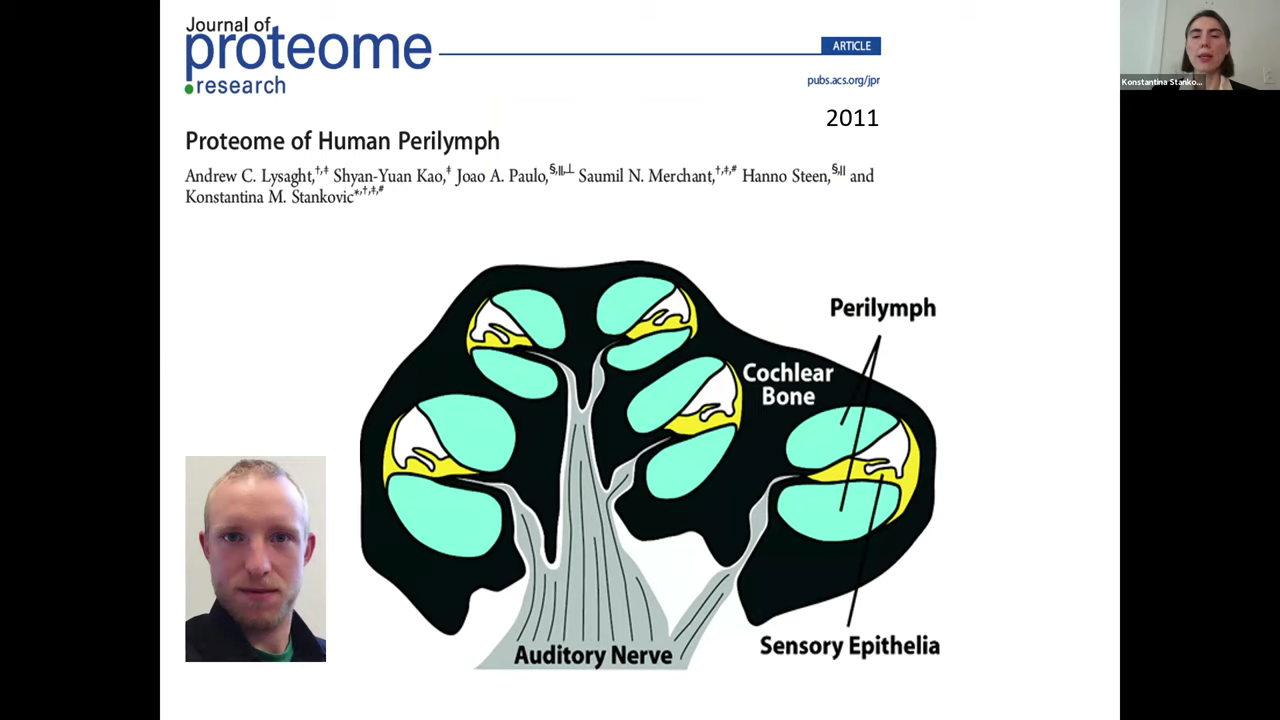 Journal of
proteome
research
ARTICLE
pubs.acs.org/jpr
2011
Proteome of Human Perilymph
Andrew C. Lysaght,†,‡ Shyan-Yuan Kao,‡ Joao A. Paulo,§,||,⊥ Saumil N. Merchant,†,‡,# Hanno Steen,§,|| and
Konstantina M. Stankovic*,†,‡,#
Perilymph
Cochlear
Bone
Sensory Epithelia
Auditory Nerve
Konstantina Stanko...